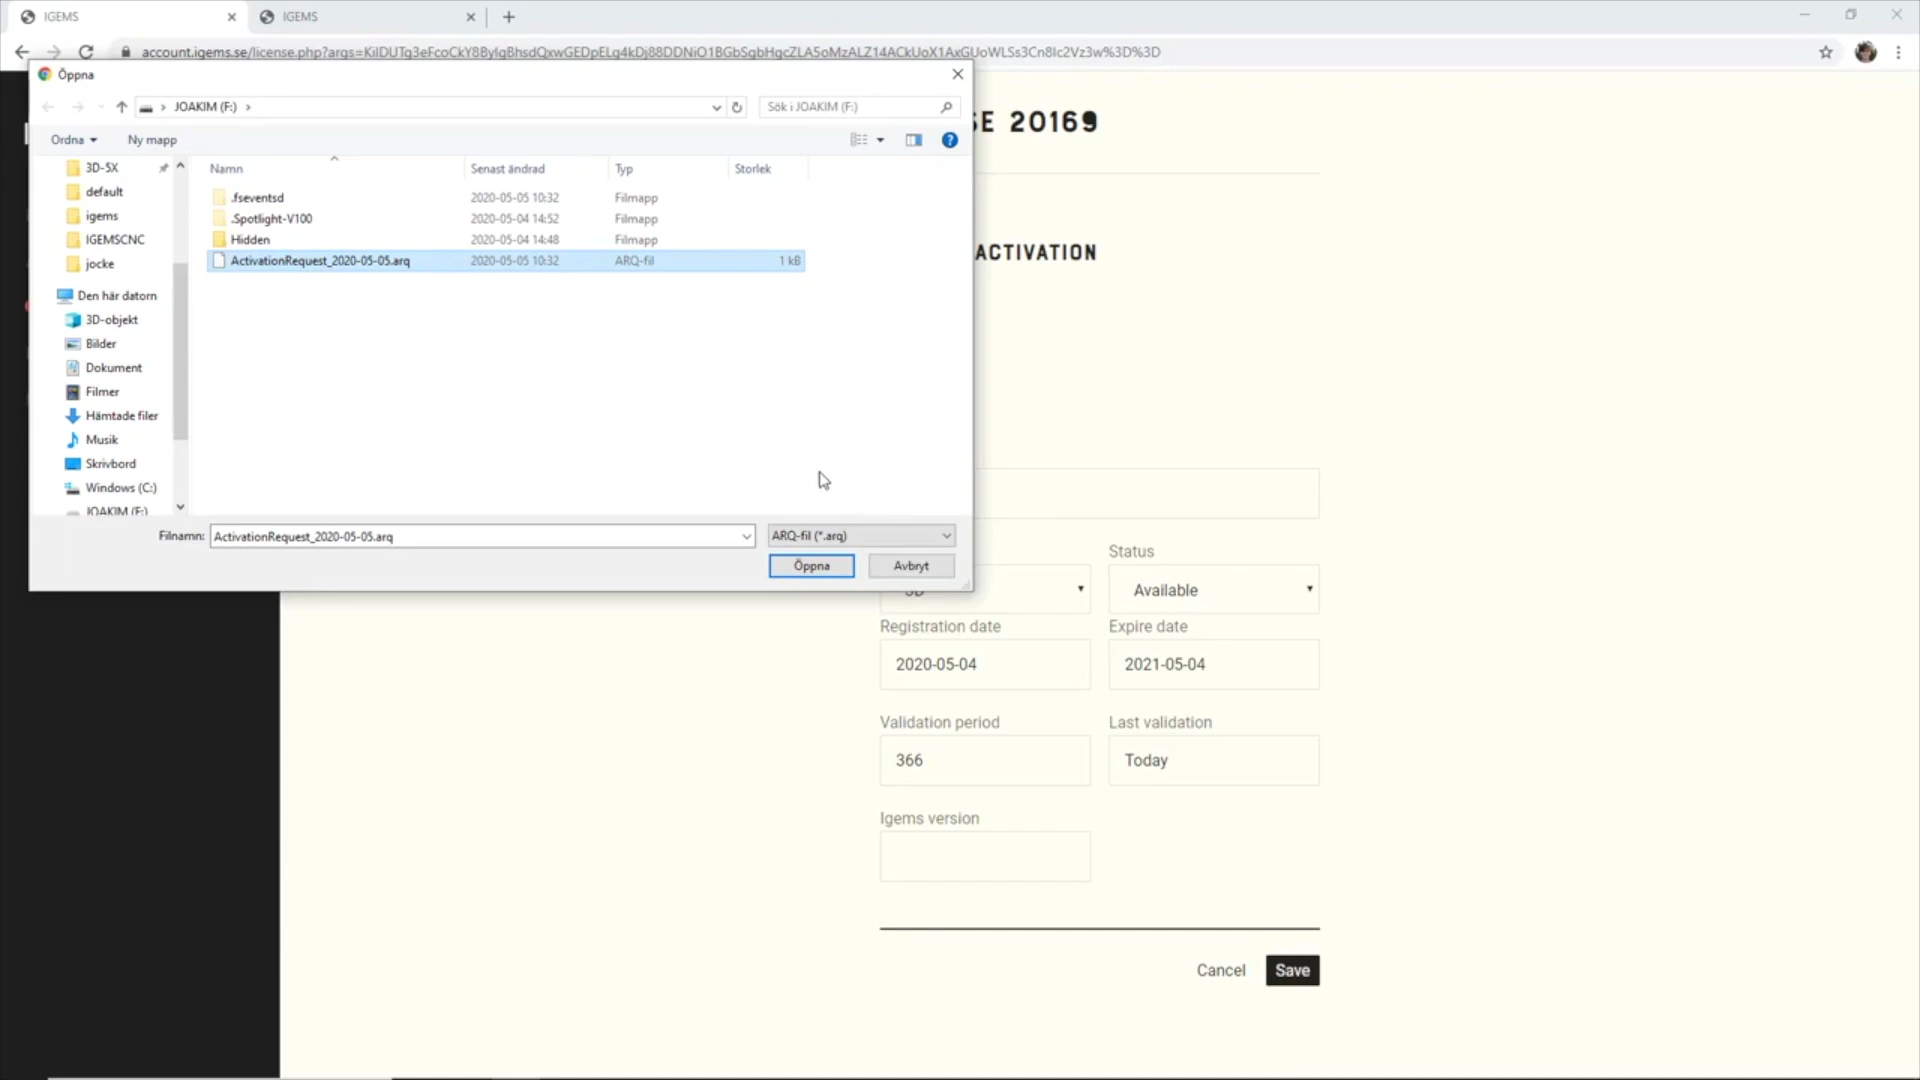 IGEMS
IGEMS
account.igems.se/license.php?args=KiIDUTg3eFcoCkY8BylgBhsdQxwGEDpELg4kDj88DDNiO1BGbSgbHgcZLA5oMzALZ14ACkUoX1AxGUoWLSs3Cn8lc2Vz3w%3D%3D
Öppna
JOAKIM (F:)
Sök i JOAKIM (F:)
SE 20169
Ordna
Ny mapp
3D-5X
default
igems
IGEMSCNC
jocke
Den här datorn
3D-objekt
Bilder
Dokument
Filmer
Hämtade filer
Musik
Skrivbord
Windows (C:)
JOAKIM (F:)
Namn
Senast ändrad
Typ
Storlek
.fseventsd
2020-05-05 10:32
Filmapp
.Spotlight-V100
2020-05-04 14:52
Filmapp
Hidden
2020-05-04 14:48
Filmapp
ActivationRequest_2020-05-05.arq
2020-05-05 10:32
ARQ-fil
1 kB
ACTIVATION
Filnamn:
ActivationRequest_2020-05-05.arq
ARQ-fil (*.arq)
Öppna
Avbryt
Status
3D
Available
Registration date
Expire date
2020-05-04
2021-05-04
Validation period
Last validation
366
Today
Igems version
Cancel
Save